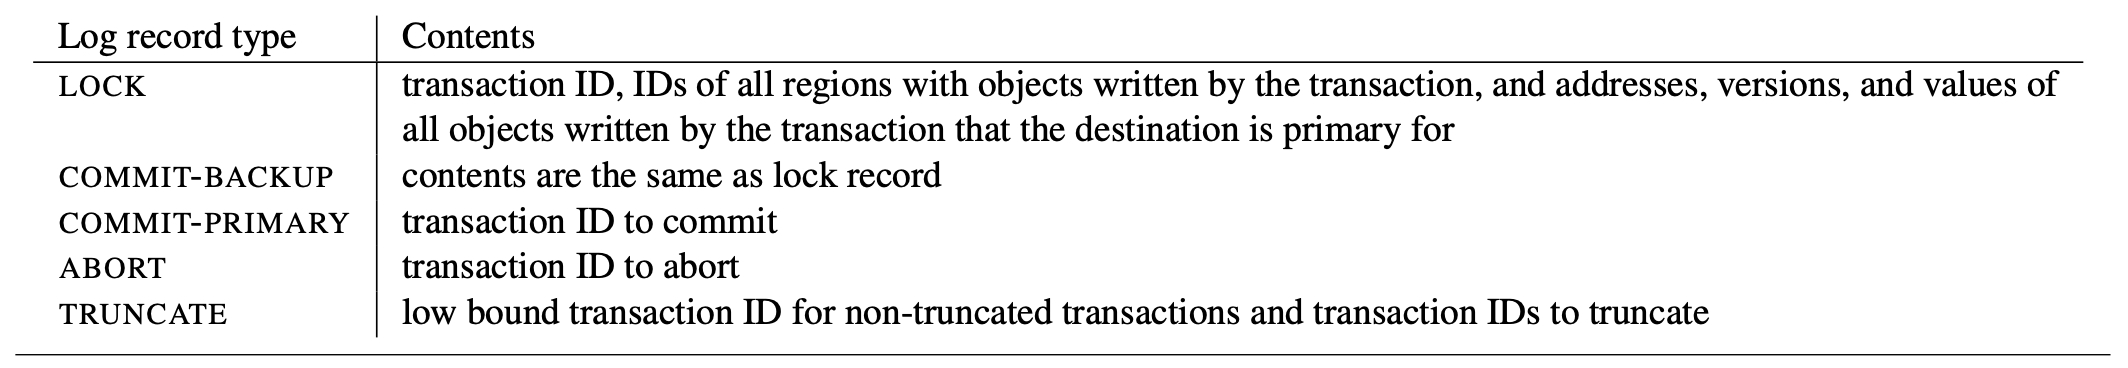 Log record type Contents
LOCK transaction ID, IDs of all regions with objects written by the transaction, and addresses, versions, and values of
all objects written by the transaction that the destination is primary for
COMMIT-BACKUP contents are the same as lock record
COMMIT-PRIMARY transaction ID to commit
ABORT transaction ID to abort
TRUNCATE low bound transaction ID for non-truncated transactions and transaction IDs to truncate